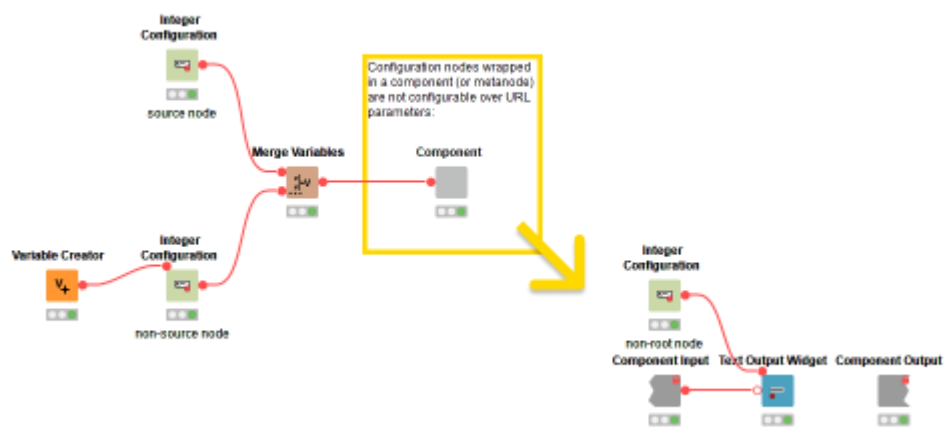 Integer
Configuration
source node
Configuration nodes wrapped
in a component (or metanode)
are not configurable over URL
parameters:
Merge Variables
Component
Variable Creator
Integer
Configuration
non-source node
Integer
Configuration
non-root node
Component Input
Text Output Widget
Component Output